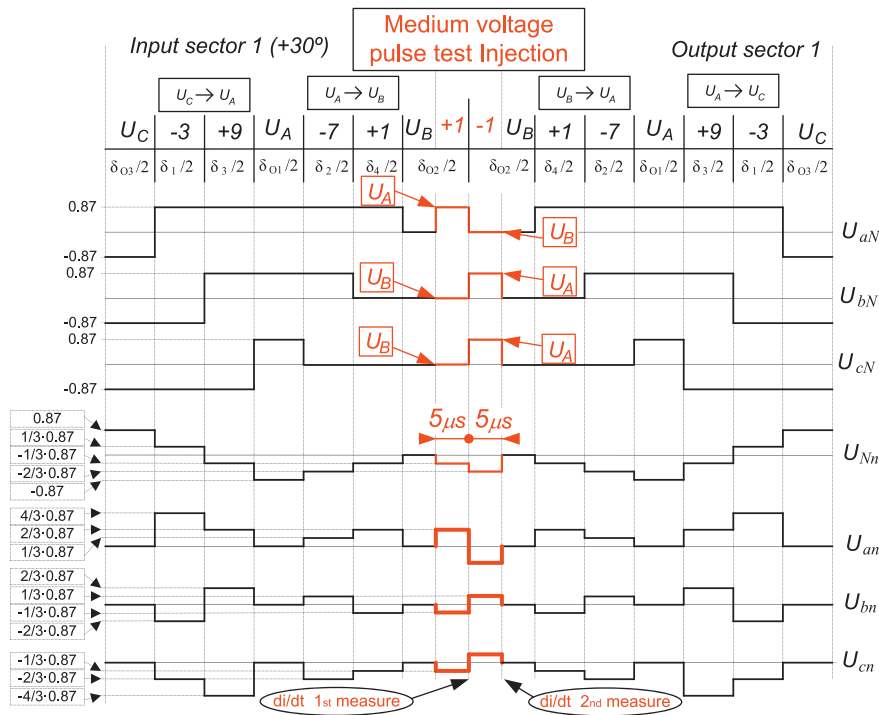 Input sector 1 (+30º)
Medium voltage
pulse test Injection
Output sector 1
U_C → U_A
U_A → U_B
U_B → U_A
U_A → U_C
U_C -3 +9 U_A -7 +1 U_B +1 -1 U_B +1 -7 U_A +9 -3 U_C
δ_O3/2 δ_1/2 δ_3/2 δ_O1/2 δ_2/2 δ_4/2 δ_O2/2 δ_O2/2 δ_4/2 δ_2/2 δ_O1/2 δ_3/2 δ_1/2 δ_O3/2
U_A
0.87
U_B
U_aN
-0.87
0.87
U_B
U_A
U_bN
-0.87
0.87
U_B
U_A
U_cN
-0.87
5µs 5µs
0.87
1/3·0.87
-1/3·0.87
-2/3·0.87
-0.87
U_Nn
4/3·0.87
2/3·0.87
1/3·0.87
U_an
2/3·0.87
1/3·0.87
-1/3·0.87
-2/3·0.87
U_bn
-1/3·0.87
-2/3·0.87
-4/3·0.87
U_cn
di/dt 1st measure
di/dt 2nd measure